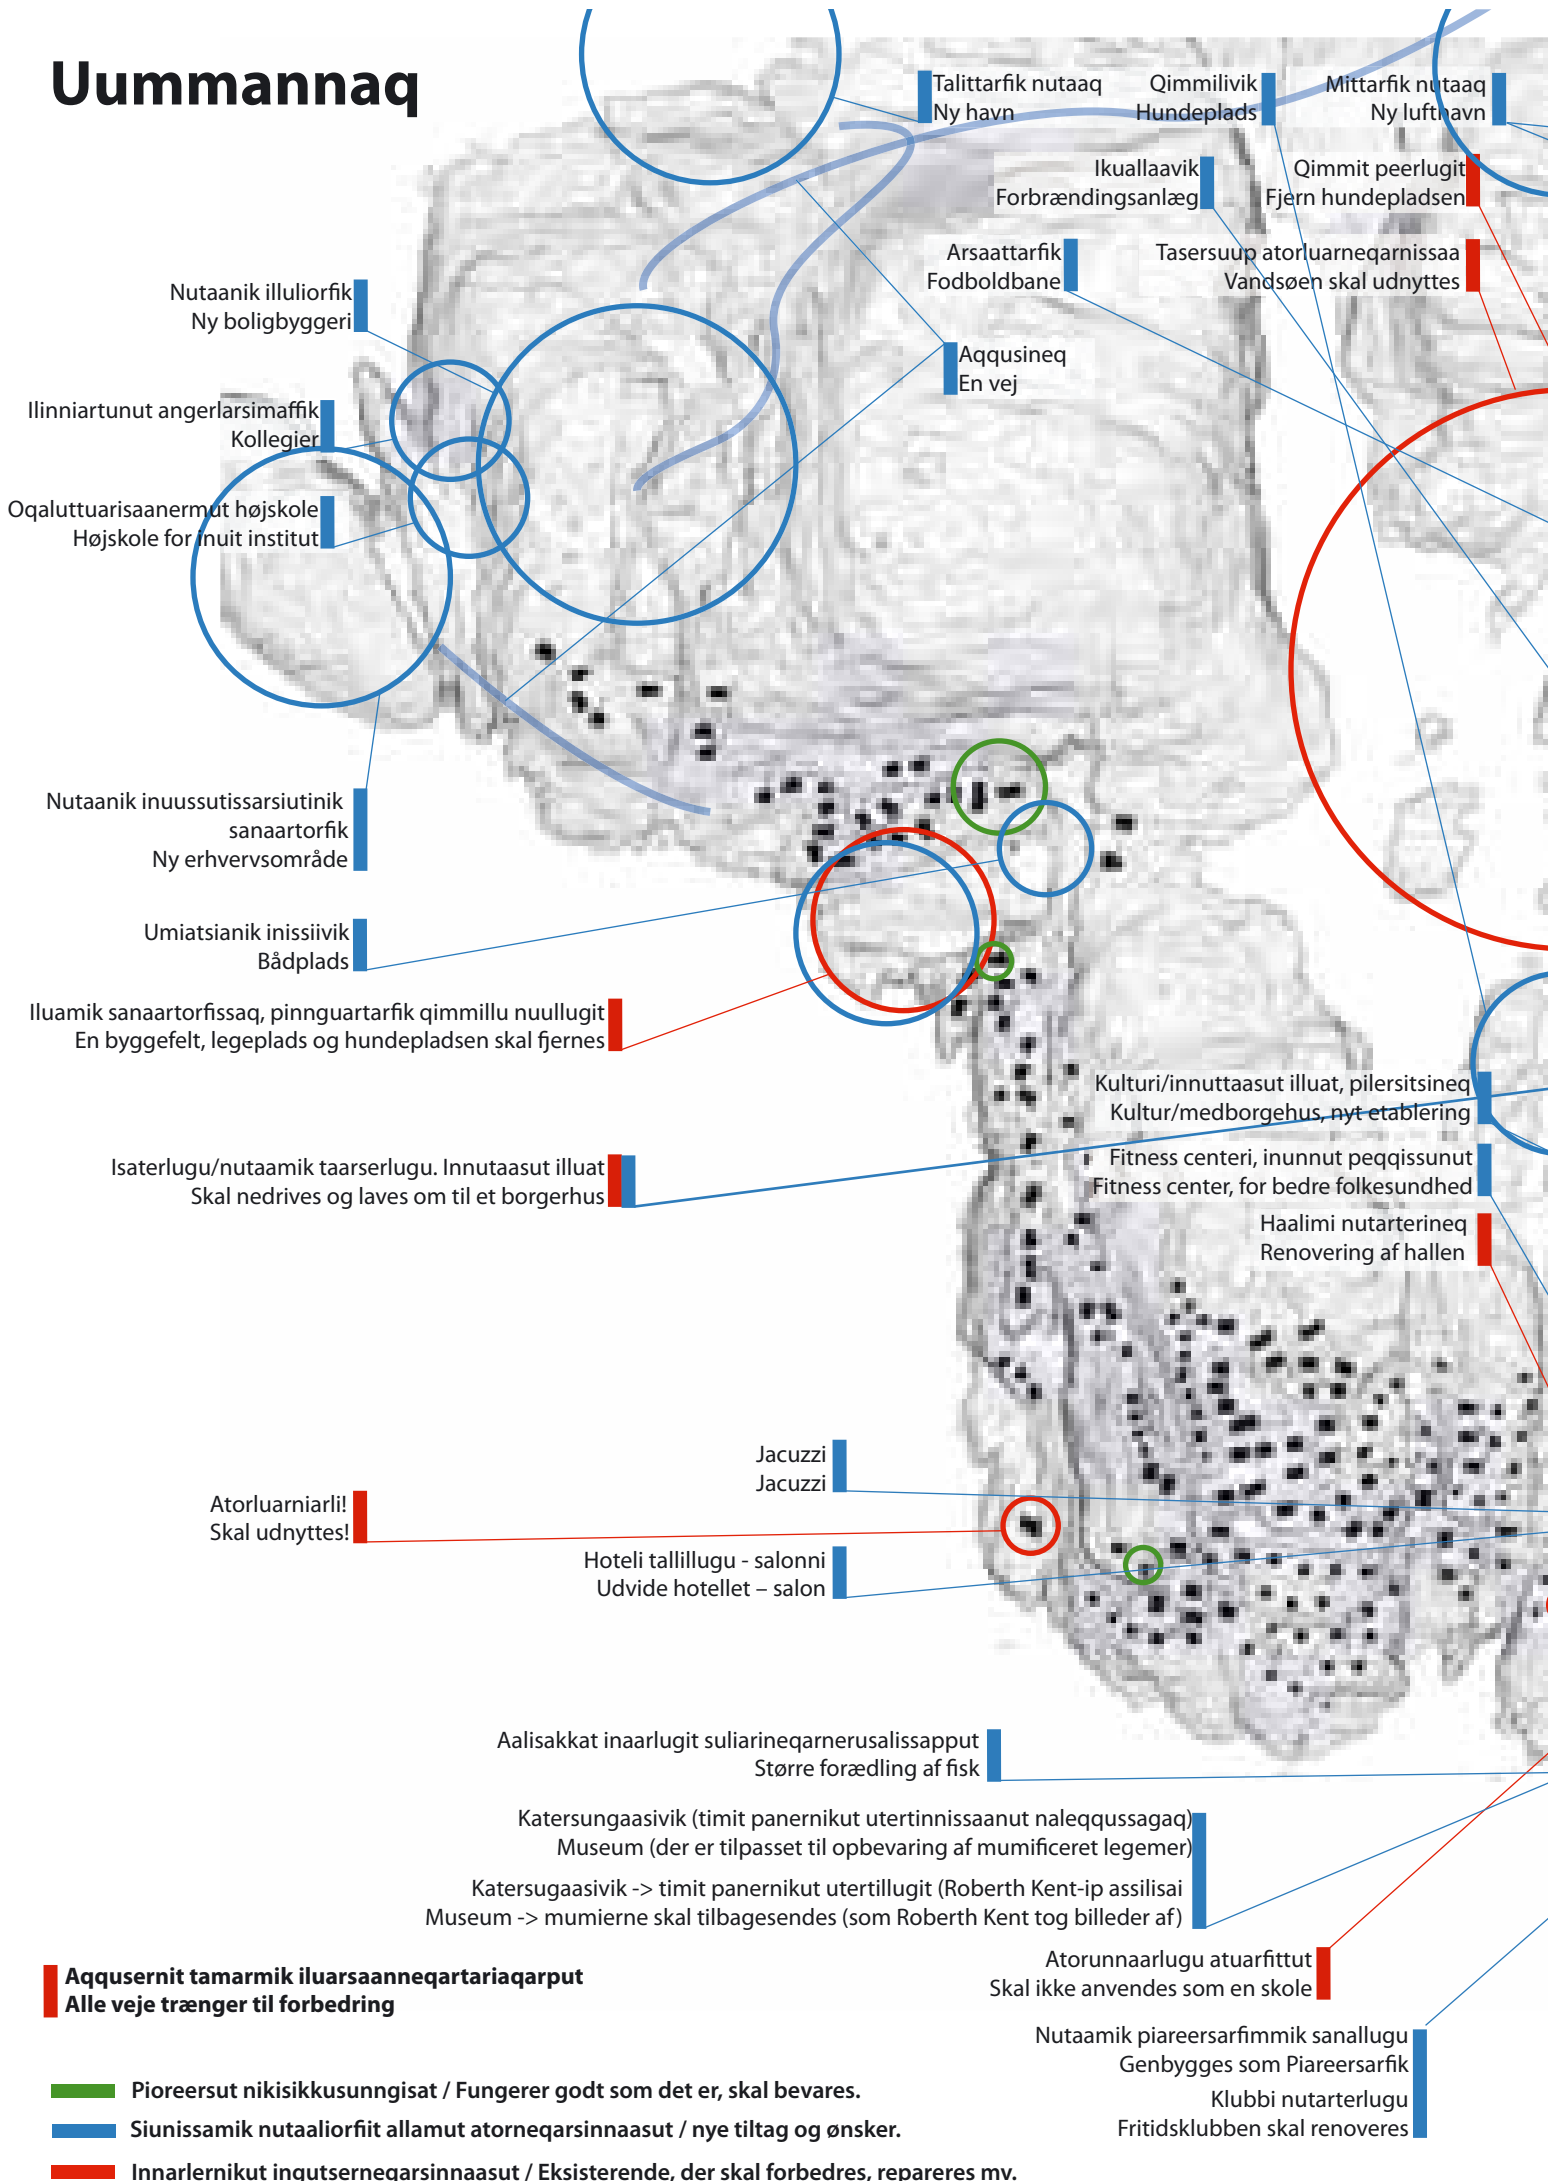 Uummannaq
Talittarfik nutaaq
Ny havn
Qimmilivik
Hundeplads
Mittarfik nutaaq
Ny lufthavn
Ikuallaavik
Forbrændingsanlæg
Qimmit peerlugit
Fjern hundepladsen
Arsaattarfik
Fodboldbane
Tasersuup atorluarneqarnissaa
Vandsøen skal udnyttes
Nutaanik illuliorfik
Ny boligbyggeri
Aqqusineq
En vej
Ilinniartunut angerlarsimaffik
Kollegier
Oqaluttuarisaanermut højskole
Højskole for inuit institut
Nutaanik inuussutissarsiutinik
sanaartorfik
Ny erhvervsområde
Umiatsianik inissiivik
Bådplads
Iluamik sanaartorfissaq, pinnguartarfik qimmillu nuullugit
En byggefelt, legeplads og hundepladsen skal fjernes
Kulturi/innuttaasut illuat, pilersitsineq
Kultur/medborgehus, nyt etablering
Isaterlugu/nutaamik taarserlugu. Innutaasut illuat
Skal nedrives og laves om til et borgerhus
Fitness centeri, inunnut peqqissunut
Fitness center, for bedre folkesundhed
Haalimi nutarterineq
Renovering af hallen
Jacuzzi
Jacuzzi
Atorluarniarli!
Skal udnyttes!
Hoteli tallillugu - salonni
Udvide hotellet – salon
Aalisakkat inaarlugit suliarineqarnerusalissapput
Større forædling af fisk
Katersungaasivik (timit panernikut utertinnissaanut naleqqussagaq)
Museum (der er tilpasset til opbevaring af mumificeret legemer)
Katersugaasivik -> timit panernikut utertillugit (Roberth Kent-ip assilisai
Museum -> mumierne skal tilbagesendes (som Roberth Kent tog billeder af)
Atorunnaarlugu atuarfittut
Skal ikke anvendes som en skole
Aqqusernit tamarmik iluarsaanneqartariaqarput
Alle veje trænger til forbedring
Nutaamik piareersarfimmik sanallugu
Genbygges som Piareersarfik
Klubbi nutarterlugu
Fritidsklubben skal renoveres
Pioreersut nikisikkusunngisat / Fungerer godt som det er, skal bevares.
Siunissamik nutaaliorfiit allamut atorneqarsinnaasut / nye tiltag og ønsker.
Innarlernikut ingutserneqarsinnaasut / Eksisterende, der skal forbedres, repareres mv.